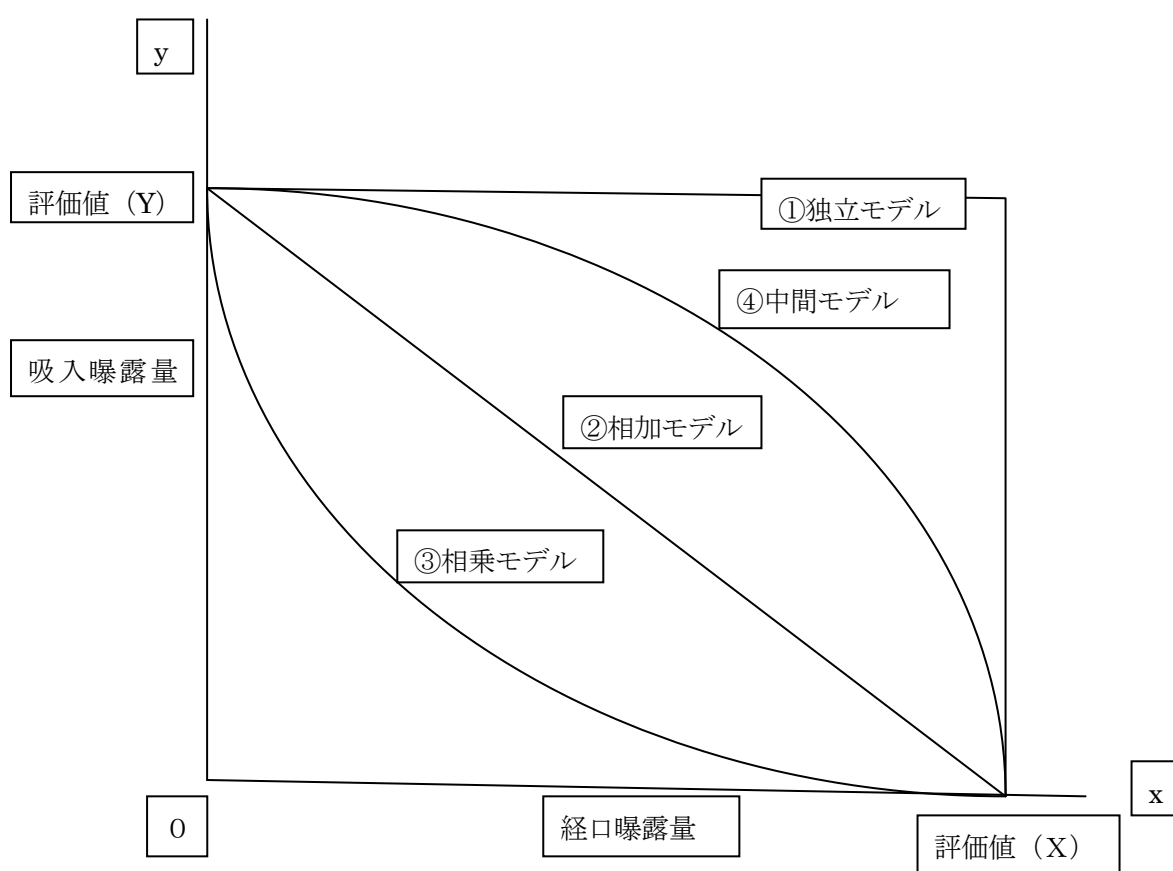 y
評価値（Y）
①独立モデル
④中間モデル
吸入曝露量
②相加モデル
③相乗モデル
x
0
経口曝露量
評価値（X）